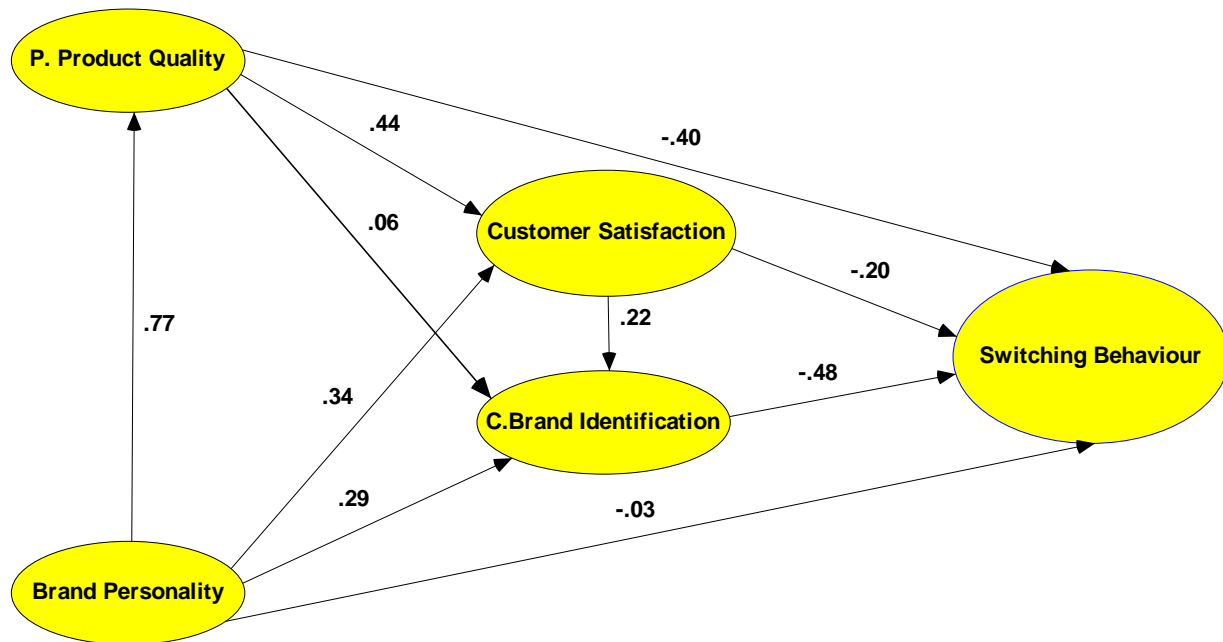 P. Product Quality
-.40
.44
.06
Customer Satisfaction
-.20
.77
.22
Switching Behaviour
.34
-.48
C.Brand Identification
.29
-.03
Brand Personality